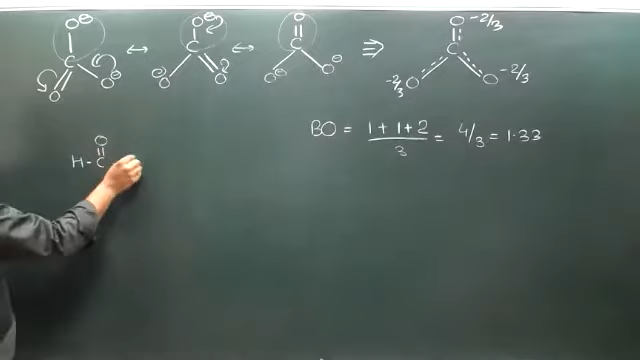 O⊖ C O O⊖ ↔ O⊖ C ⊖O O ↔ O C O⊖ O⊖ ⇒ O -2/3 C -2/3 O O -2/3
BO = 1 + 1 + 2 / 3 = 4/3 = 1.33
O
H - C